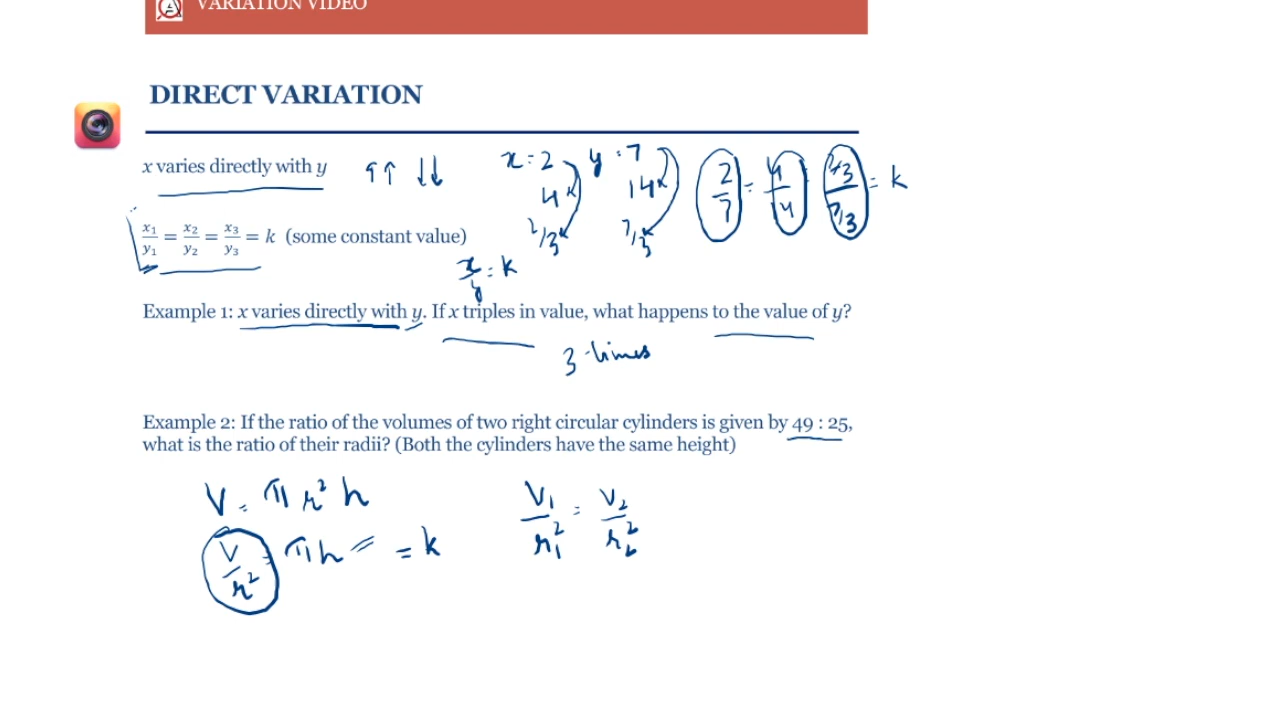 VARIATION VIDEO
DIRECT VARIATION
x varies directly with y ↑↑ ↓↓ x = 2 y = 7
4 14
2/3 7/3
2/7 = 4/14 = 2/3 / 7/3 = k
x₁/y₁ = x₂/y₂ = x₃/y₃ = k (some constant value)
x/y = k
Example 1: x varies directly with y. If x triples in value, what happens to the value of y?
3 times
Example 2: If the ratio of the volumes of two right circular cylinders is given by 49 : 25,
what is the ratio of their radii? (Both the cylinders have the same height)
V = πr²h
V/r² = πh = k
V₁/r₁² = V₂/r₂²